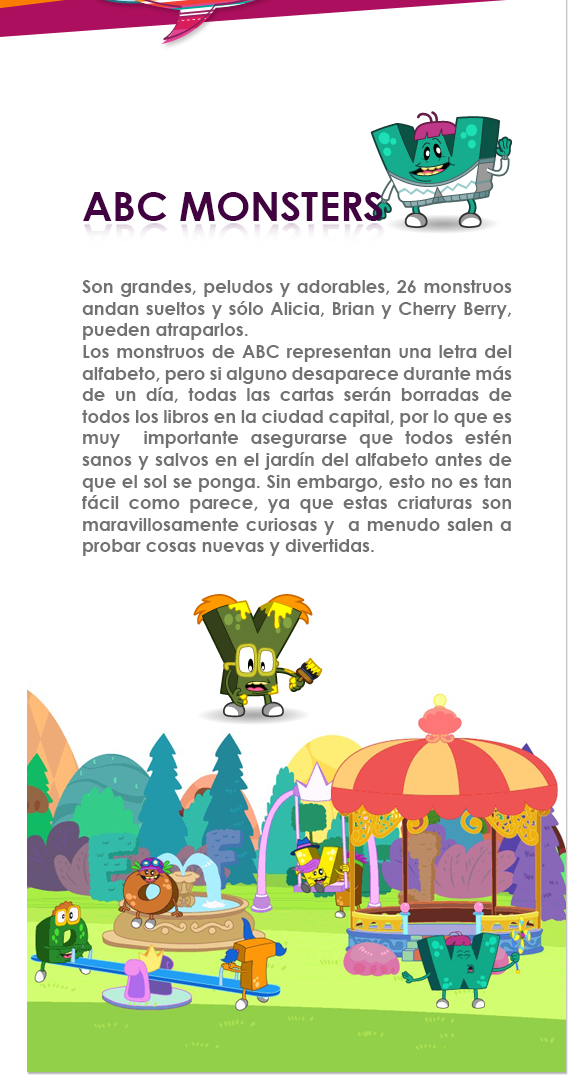 ABC MONSTERS
Son grandes, peludos y adorables, 26 monstruos
andan sueltos y sólo Alicia, Brian y Cherry Berry,
pueden atraparlos.
Los monstruos de ABC representan una letra del
alfabeto, pero si alguno desaparece durante más
de un día, todas las cartas serán borradas de
todos los libros en la ciudad capital, por lo que es
muy importante asegurarse que todos estén
sanos y salvos en el jardín del alfabeto antes de
que el sol se ponga. Sin embargo, esto no es tan
fácil como parece, ya que estas criaturas son
maravillosamente curiosas y a menudo salen a
probar cosas nuevas y divertidas.